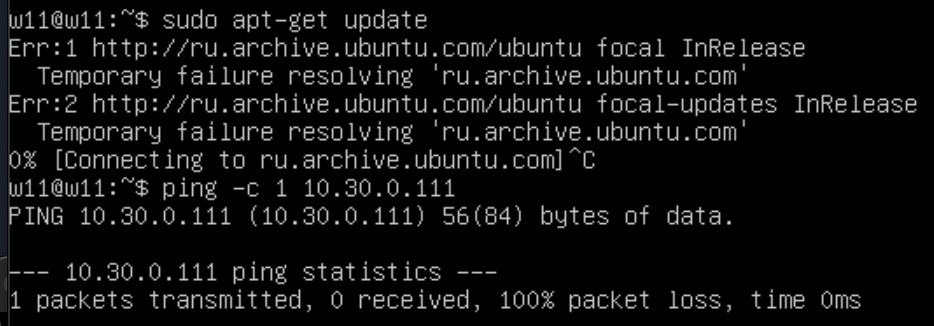 w11@w11:~$ sudo apt-get update
Err:1 http://ru.archive.ubuntu.com/ubuntu focal InRelease
  Temporary failure resolving 'ru.archive.ubuntu.com'
Err:2 http://ru.archive.ubuntu.com/ubuntu focal-updates InRelease
  Temporary failure resolving 'ru.archive.ubuntu.com'
0% [Connecting to ru.archive.ubuntu.com]^C
w11@w11:~$ ping -c 1 10.30.0.111
PING 10.30.0.111 (10.30.0.111) 56(84) bytes of data.

--- 10.30.0.111 ping statistics ---
1 packets transmitted, 0 received, 100% packet loss, time 0ms